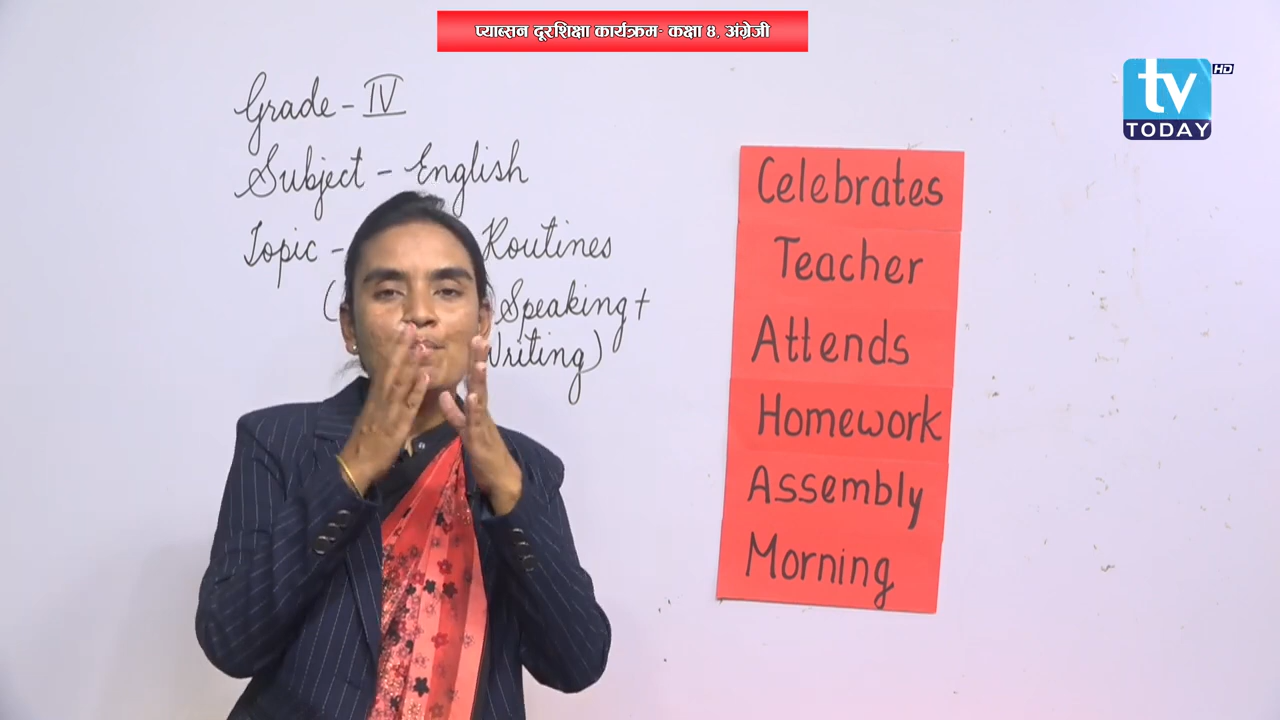 प्याब्सन दूरशिक्षा कार्यक्रम- कक्षा ४, अंग्रेजी
tv HD
TODAY
Grade - IV
Subject - English
Topic - Routines
( Speaking +
Writing)
Celebrates
Teacher
Attends
Homework
Assembly
Morning